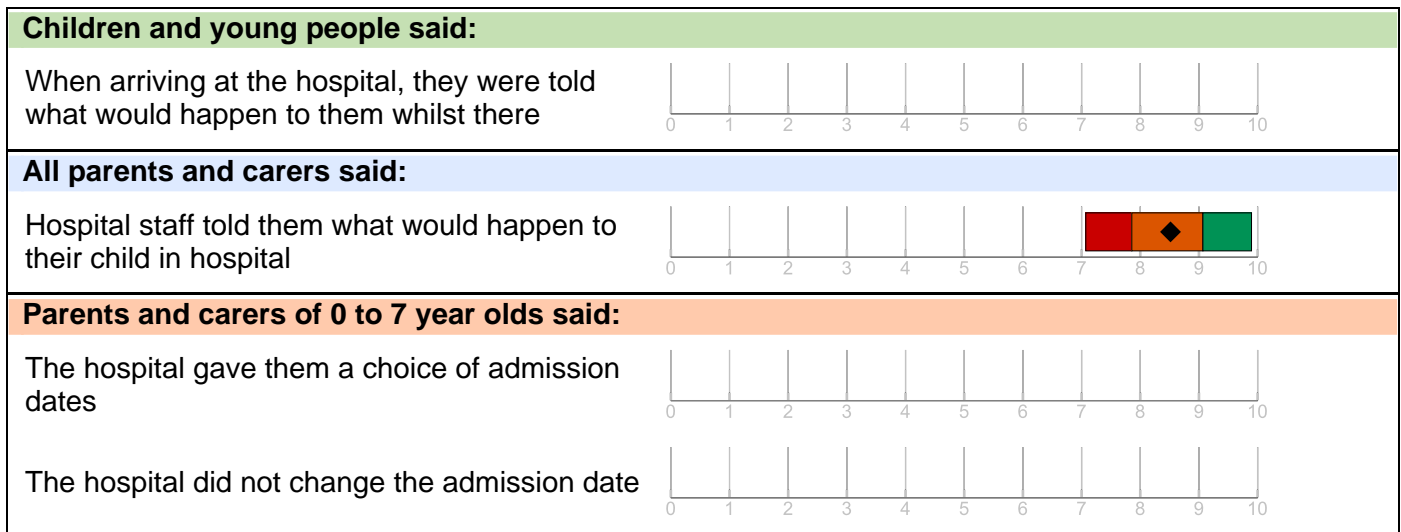 Children and young people said:
When arriving at the hospital, they were told
what would happen to them whilst there
0 1 2 3 4 5 6 7 8 9 10
All parents and carers said:
Hospital staff told them what would happen to
their child in hospital
0 1 2 3 4 5 6 7 8 9 10
Parents and carers of 0 to 7 year olds said:
The hospital gave them a choice of admission
dates
0 1 2 3 4 5 6 7 8 9 10
The hospital did not change the admission date
0 1 2 3 4 5 6 7 8 9 10